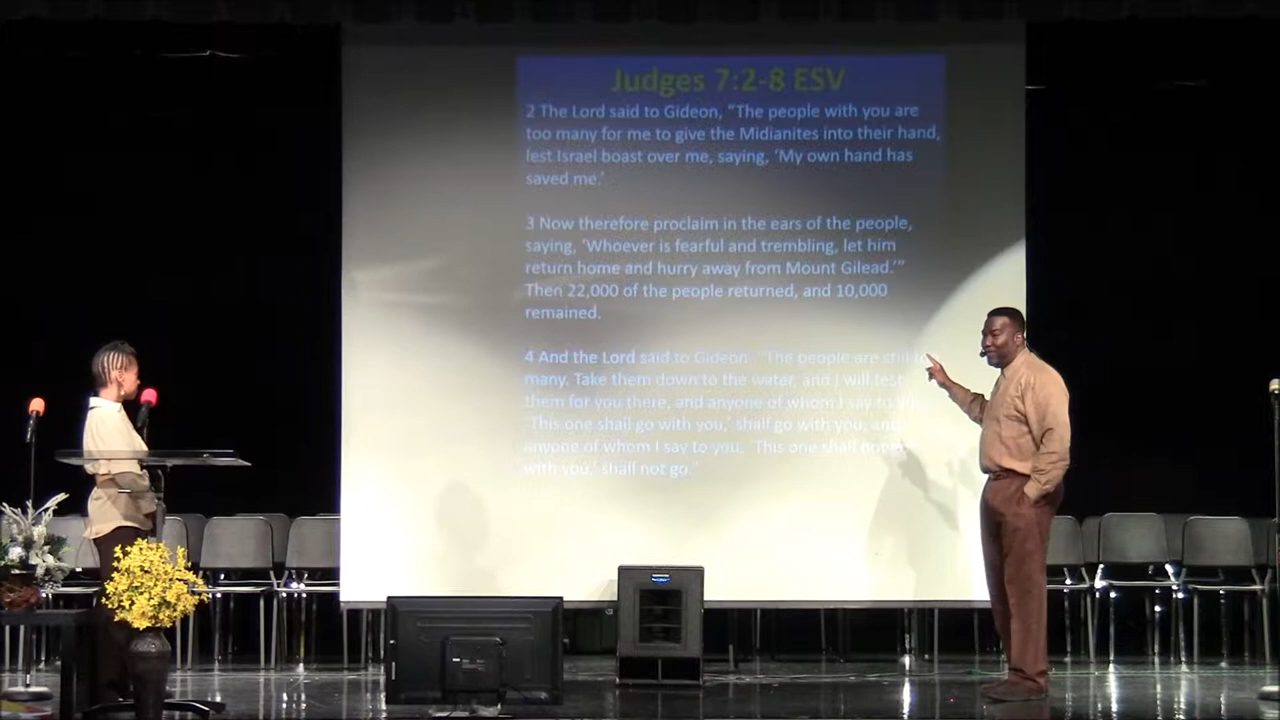 Judges 7:2-8 ESV
2 The Lord said to Gideon, “The people with you are
too many for me to give the Midianites into their hand,
lest Israel boast over me, saying, ‘My own hand has
saved me.’
3 Now therefore proclaim in the ears of the people,
saying, ‘Whoever is fearful and trembling, let him
return home and hurry away from Mount Gilead.’”
Then 22,000 of the people returned, and 10,000
remained.
4 And the Lord said to Gideon, “The people are still
many. Take them down to the water, and I will test
them for you there, and anyone of whom I say to
‘This one shall go with you,’ shall go with you, and
anyone of whom I say to you, ‘This one shall not
with you,’ shall not go.”